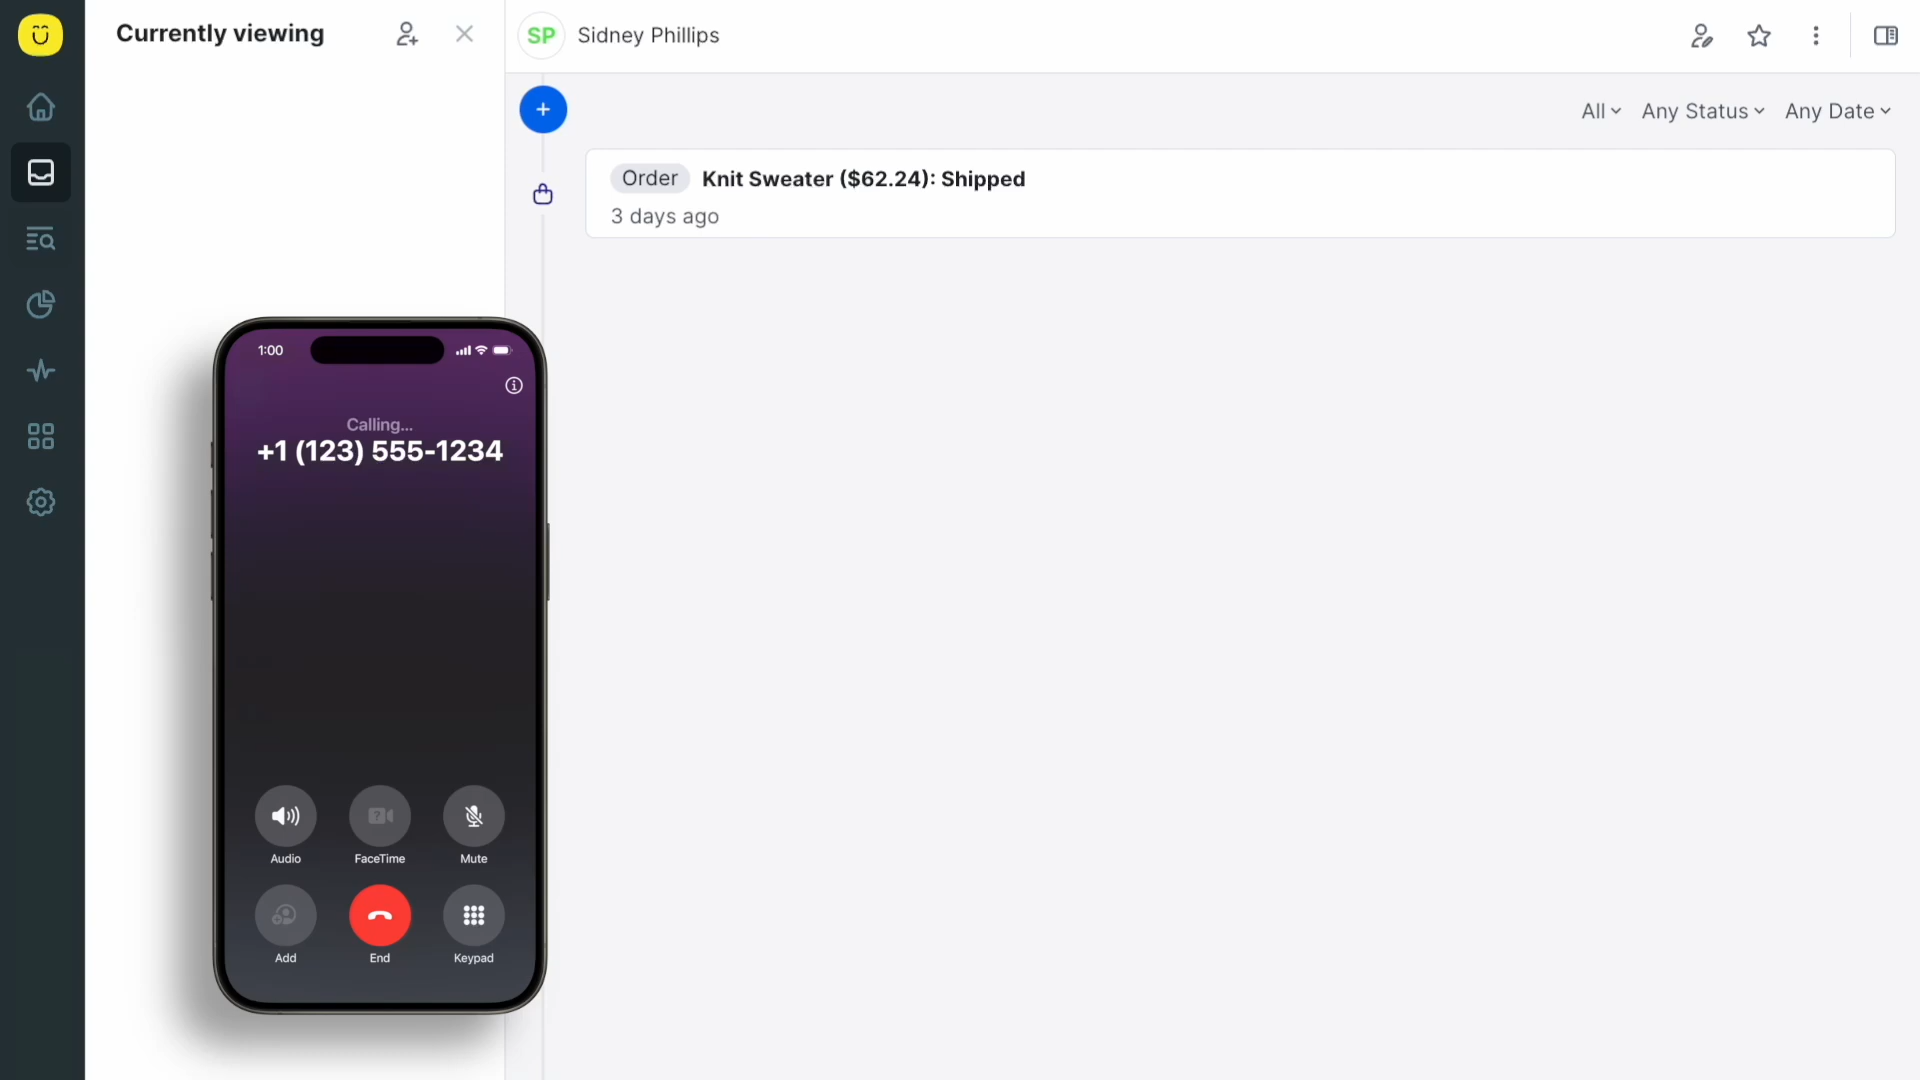 Currently viewing
SP
Sidney Phillips
All
Any Status
Any Date
Order
Knit Sweater ($62.24): Shipped
3 days ago
1:00
Calling...
+1 (123) 555-1234
Audio
FaceTime
Mute
Add
End
Keypad